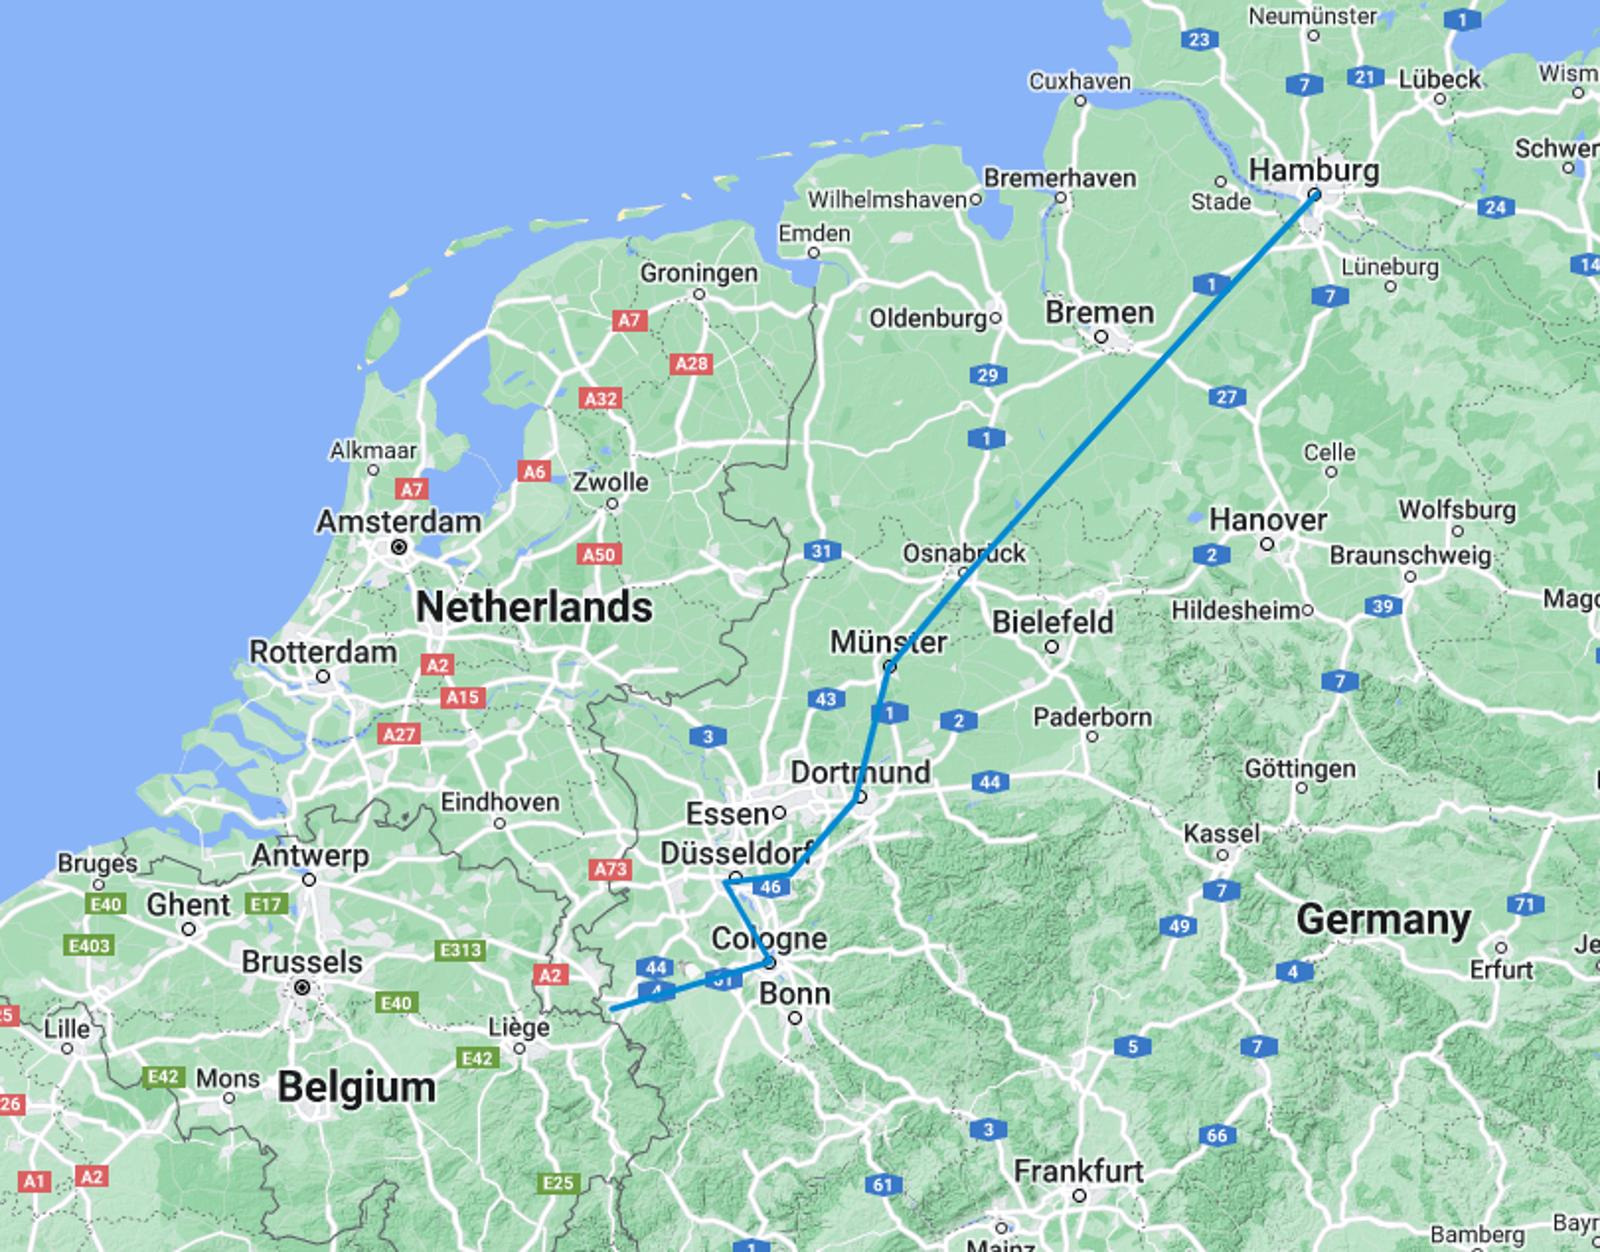 Neumünster
1
23
Cuxhaven
7
21
Lübeck
Wism
Hamburg
Schwer
Bremerhaven
Wilhelmshaven
Stade
24
Emden
Groningen
Lüneburg
14
1
7
A7
Oldenburg
Bremen
A28
29
A32
27
1
Alkmaar
Celle
A6
Zwolle
A7
Amsterdam
Hanover
Wolfsburg
31
A50
Osnabrück
2
Braunschweig
Netherlands
Bielefeld
Hildesheim
39
Magd
Rotterdam
Münster
A2
7
A15
43
1
2
Paderborn
A27
3
Dortmund
44
Göttingen
Eindhoven
Essen
Kassel
Bruges
Antwerp
Düsseldorf
A73
46
7
E40
Ghent
E17
71
Germany
49
E403
E313
Cologne
Je
Brussels
A2
44
4
Erfurt
61
4
Bonn
E40
25
Lille
Liège
5
7
E42
E42
Mons
Belgium
26
3
66
A1
A2
E25
61
Frankfurt
Bayr
Bamberg
Mainz
1